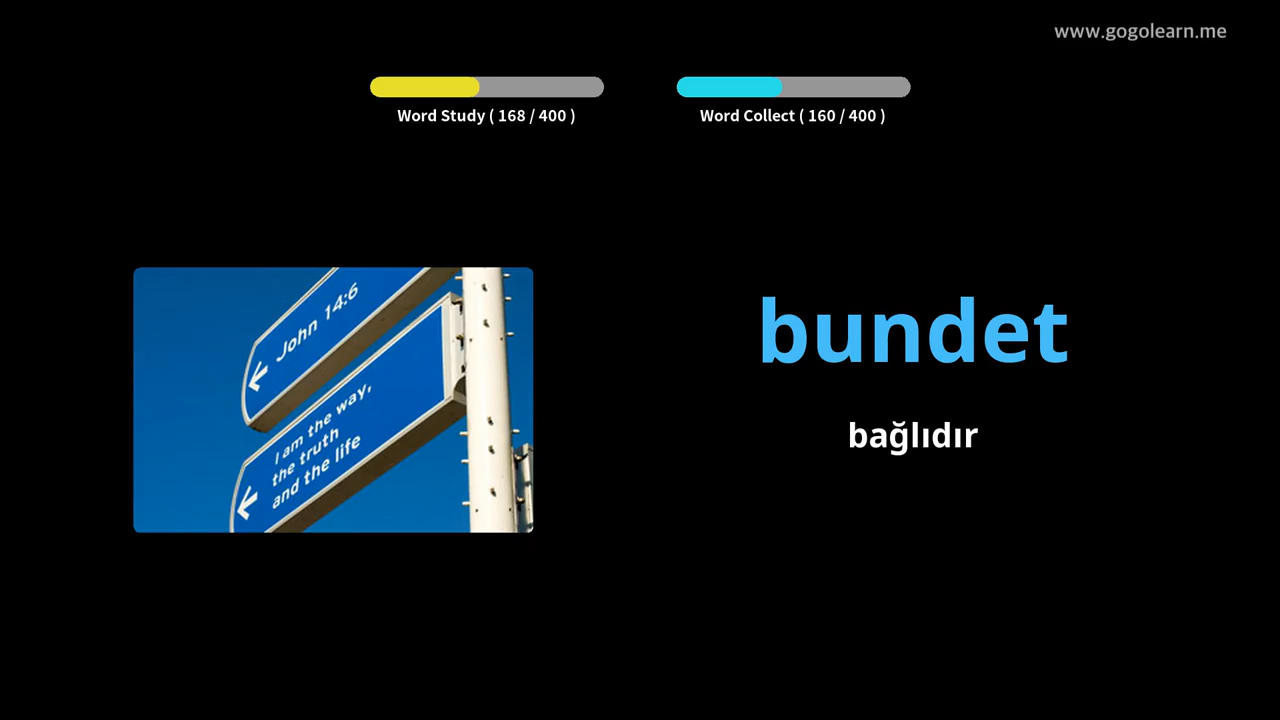 www.gogolearn.me
Word Study ( 168 / 400 )
Word Collect ( 160 / 400 )
John 14:6
I am the way,
the truth
and the life
bundet
bağlıdır